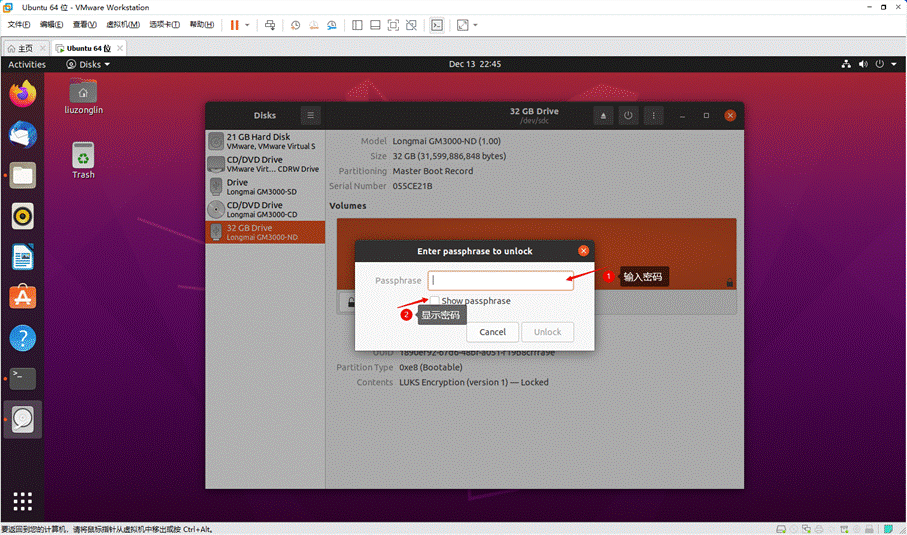 Ubuntu 64 位 - VMware Workstation
文件(F) 编辑(E) 查看(V) 虚拟机(M) 选项卡(T) 帮助(H)
主页 Ubuntu 64 位
Activities Disks Dec 13 22:45
liuzonglin
Trash
Disks
32 GB Drive
/dev/sdc
21 GB Hard Disk
VMware, VMware Virtual S
CD/DVD Drive
VMware Virt... CDRW Drive
Drive
Longmai GM3000-SD
CD/DVD Drive
Longmai GM3000-CD
32 GB Drive
Longmai GM3000-ND
Model Longmai GM3000-ND (1.00)
Size 32 GB (31,599,886,848 bytes)
Partitioning Master Boot Record
Serial Number 055CE21B
Volumes
Enter passphrase to unlock
Passphrase
1 输入密码
Show passphrase
2 显示密码
Cancel Unlock
Partition Type 0xe8 (Bootable)
Contents LUKS Encryption (version 1) — Locked
要返回到您的计算机，请将鼠标指针从虚拟机中移出或按 Ctrl+Alt。